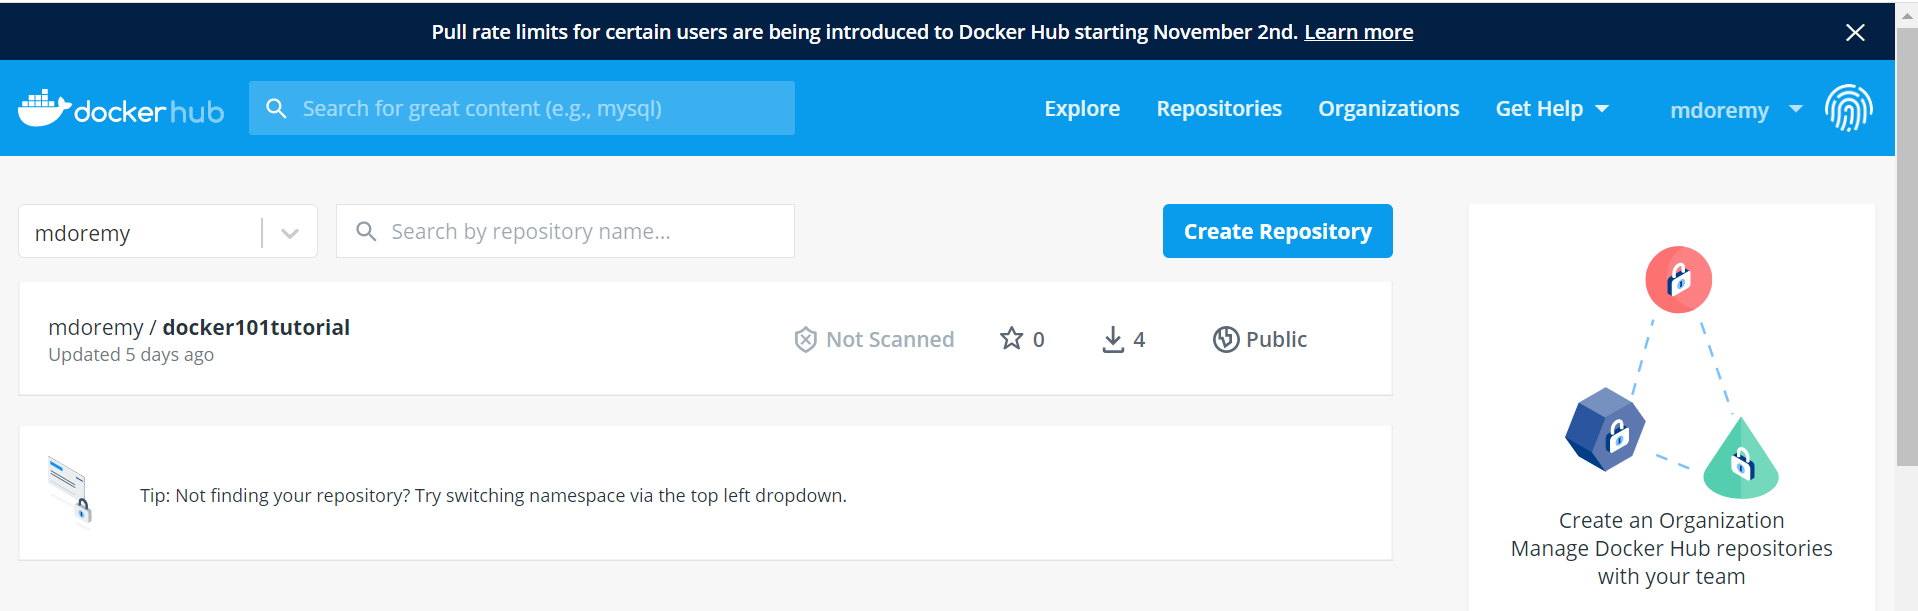 Pull rate limits for certain users are being introduced to Docker Hub starting November 2nd. Learn more
docker hub
Search for great content (e.g., mysql)
Explore
Repositories
Organizations
Get Help
mdoremy
mdoremy
Search by repository name...
Create Repository
mdoremy / docker101tutorial
Updated 5 days ago
Not Scanned
0
4
Public
Tip: Not finding your repository? Try switching namespace via the top left dropdown.
Create an Organization
Manage Docker Hub repositories
with your team